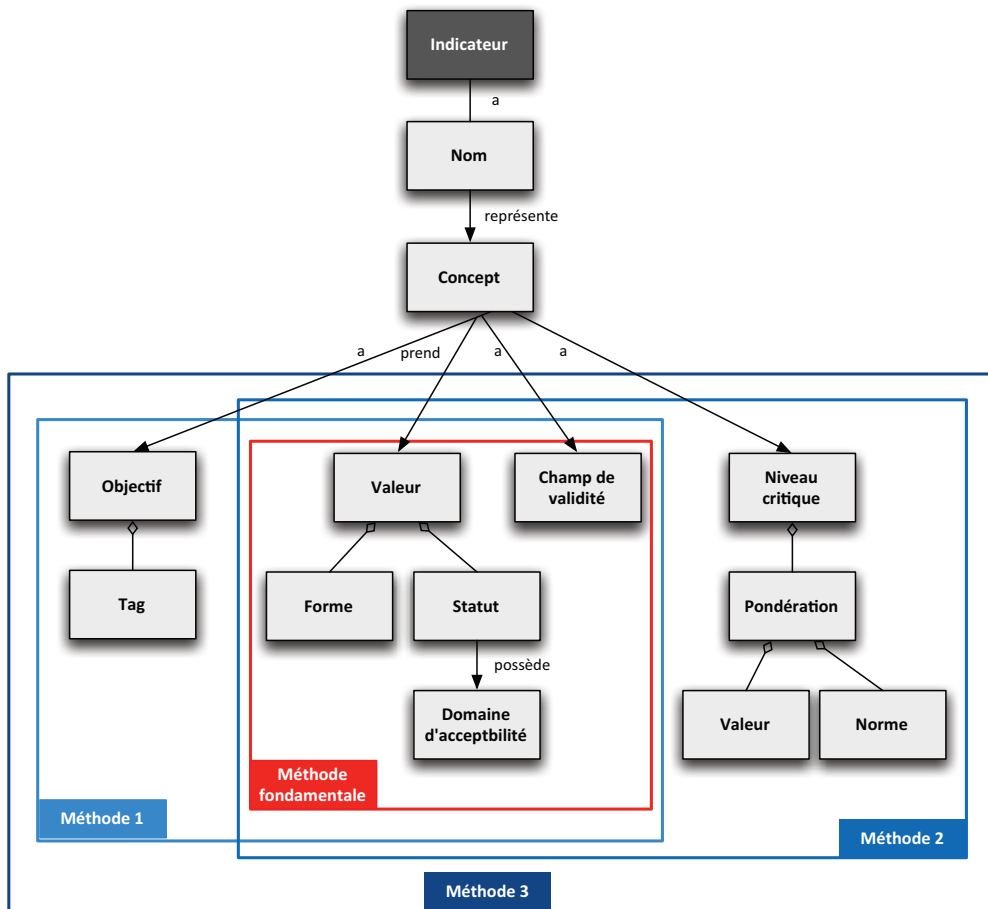 Indicateur
a
Nom
représente
Concept
a
prend
a
a
Objectif
Valeur
Champ de
validité
Niveau
critique
Tag
Forme
Statut
Pondération
possède
Domaine
d'acceptbilité
Valeur
Norme
Méthode
fondamentale
Méthode 1
Méthode 2
Méthode 3